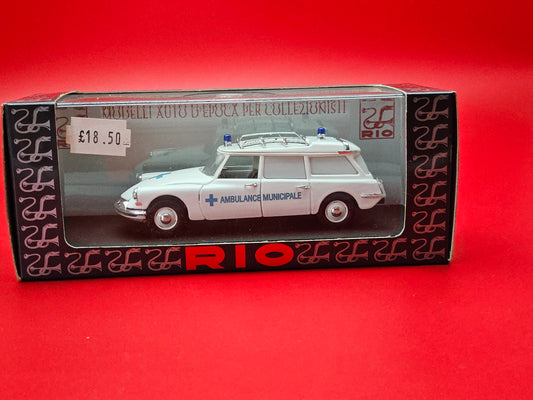 MODELLI AUTO D'EPOCA PER COLLEZIONISTI
£18.50
RIO
AMBULANCE MUNICIPALE
RIO